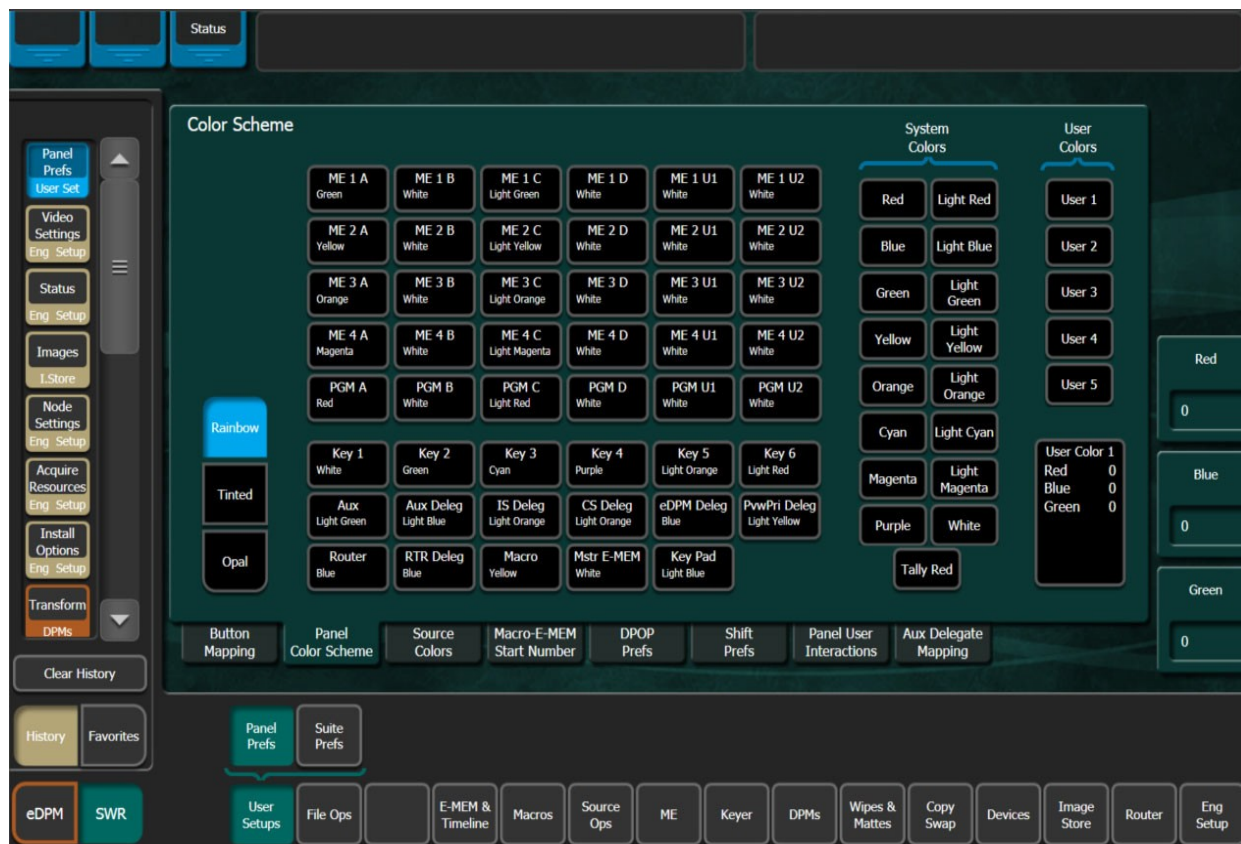 Status
Panel
Prefs
User Set
Video
Settings
Eng Setup
Status
Eng Setup
Images
I.Store
Node
Settings
Eng Setup
Acquire
Resources
Eng Setup
Install
Options
Eng Setup
Transform
DPMs
Clear History
History Favorites
eDPM SWR
Color Scheme
ME 1 A ME 1 B ME 1 C ME 1 D ME 1 U1 ME 1 U2
Green White Light Green White White White
ME 2 A ME 2 B ME 2 C ME 2 D ME 2 U1 ME 2 U2
Yellow White Light Yellow White White White
ME 3 A ME 3 B ME 3 C ME 3 D ME 3 U1 ME 3 U2
Orange White Light Orange White White White
ME 4 A ME 4 B ME 4 C ME 4 D ME 4 U1 ME 4 U2
Magenta White Light Magenta White White White
PGM A PGM B PGM C PGM D PGM U1 PGM U2
Red White Light Red White White White
Rainbow
Tinted
Opal
Key 1 Key 2 Key 3 Key 4 Key 5 Key 6
White Green Cyan Purple Light Orange Light Red
Aux Aux Deleg IS Deleg CS Deleg eDPM Deleg PvwPri Deleg
Light Green Light Blue Light Orange Light Orange Blue Light Yellow
Router RTR Deleg Macro Mstr E-MEM Key Pad
Blue Blue Yellow White Light Blue
System
Colors
Red Light Red
Blue Light Blue
Green Light
Green
Yellow Light
Yellow
Orange Light
Orange
Cyan Light Cyan
Magenta Light
Magenta
Purple White
Tally Red
User
Colors
User 1
User 2
User 3
User 4
User 5
User Color 1
Red 0
Blue 0
Green 0
Red
0
Blue
0
Green
0
Button
Mapping
Panel
Color Scheme
Source
Colors
Macro-E-MEM
Start Number
DPOP
Prefs
Shift
Prefs
Panel User
Interactions
Aux Delegate
Mapping
Panel
Prefs
Suite
Prefs
User
Setups
File Ops
E-MEM &
Timeline
Macros
Source
Ops
ME
Keyer
DPMs
Wipes &
Mattes
Copy
Swap
Devices
Image
Store
Router
Eng
Setup